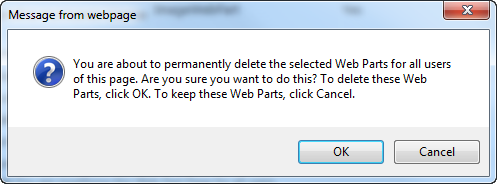 Message from webpage
You are about to permanently delete the selected Web Parts for all users
of this page. Are you sure you want to do this? To delete these Web
Parts, click OK. To keep these Web Parts, click Cancel.
OK
Cancel